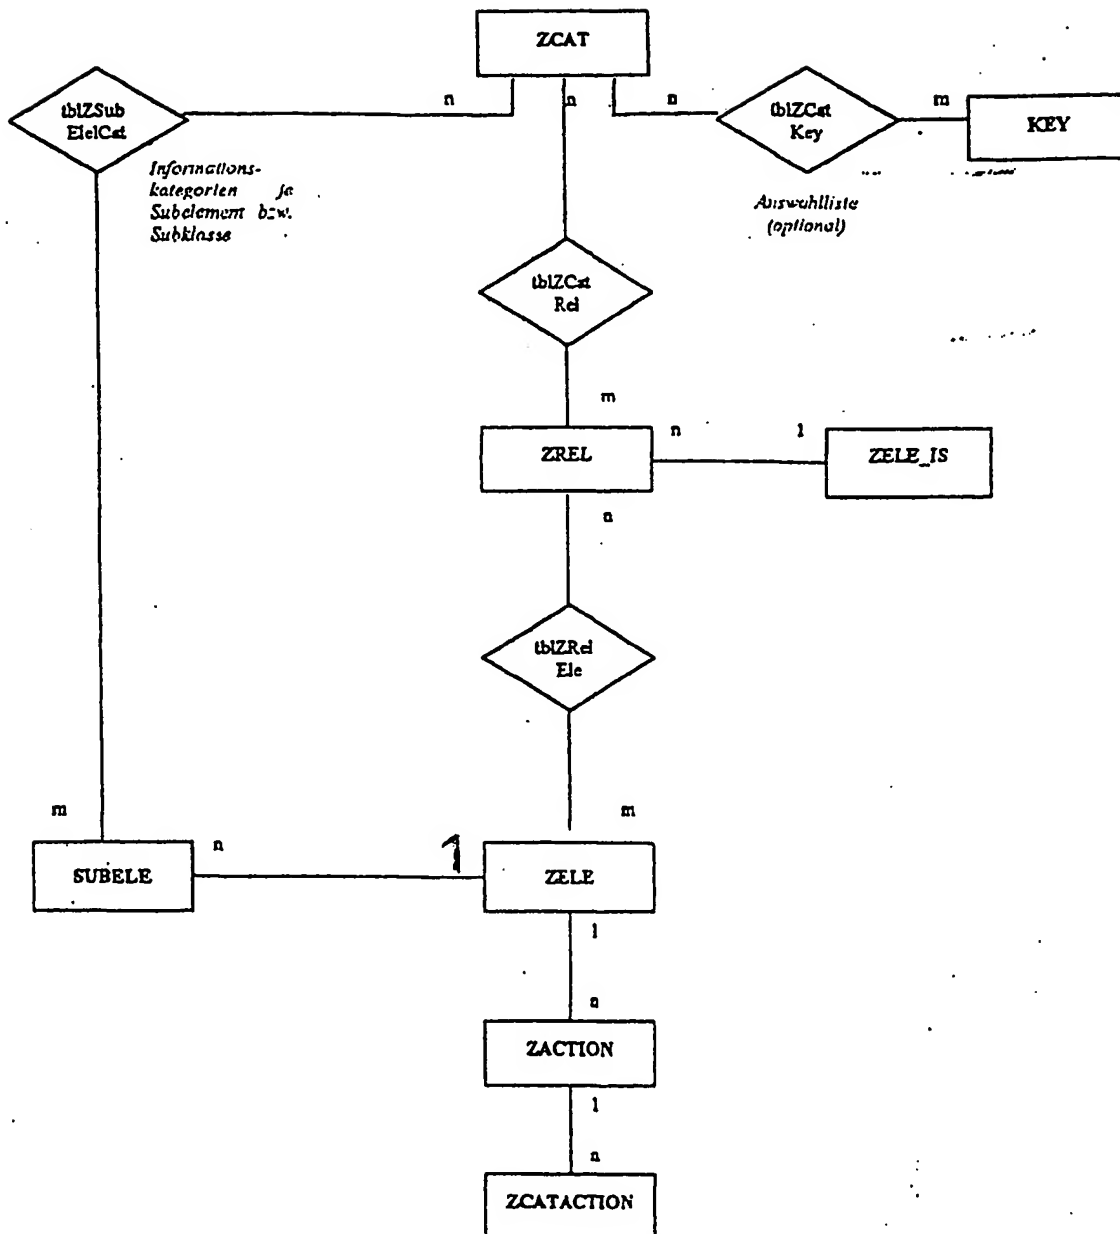 ZCAT
n
n
n
tblZSub
EleICat
tblZCat
Key
m
KEY
Informations-
kategorien je
Subelement bzw.
Subklasse
Auswahlliste
(optional)
tblZCat
Rel
m
ZREL
n
1
ZELE_IS
n
tblZRel
Ele
m
m
SUBELE
n
1
ZELE
1
n
ZACTION
1
n
ZCATACTION